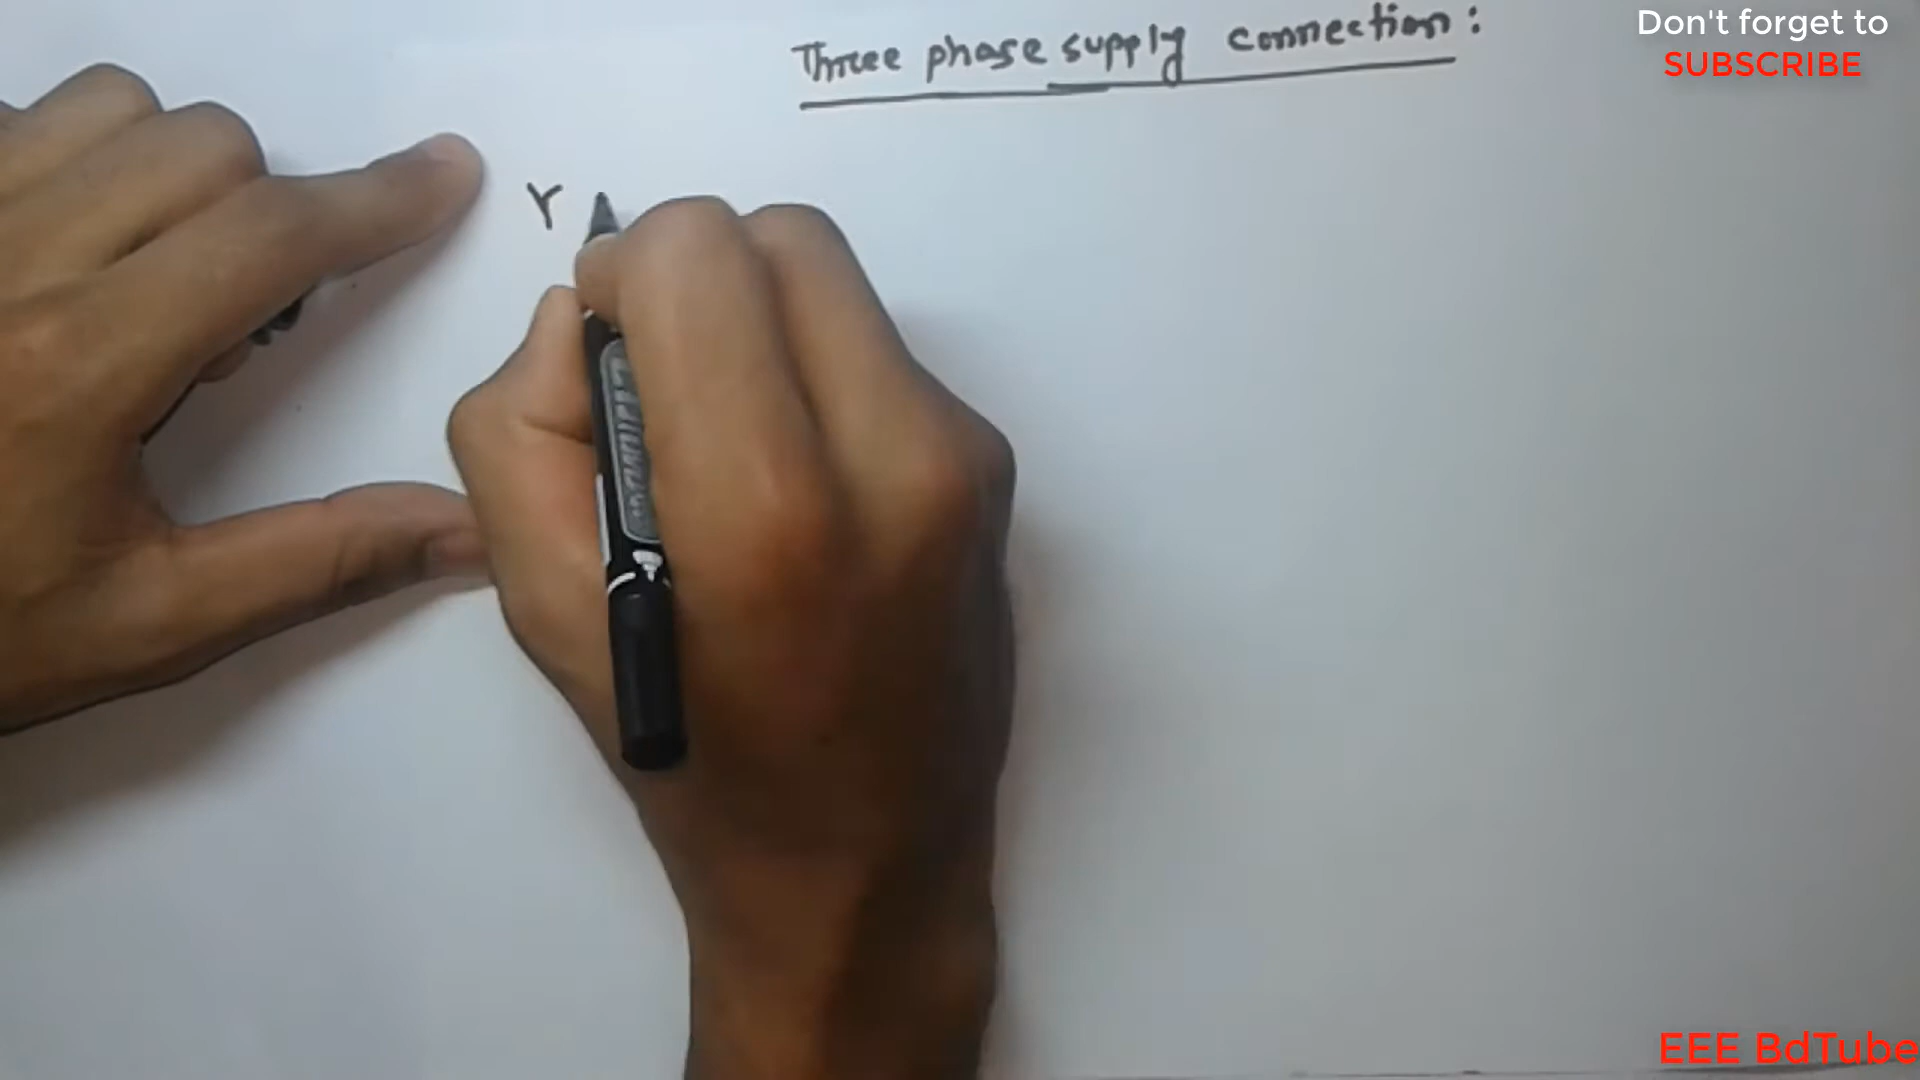 Three phase supply connection:
Don't forget to
SUBSCRIBE
Y
EEE BdTube